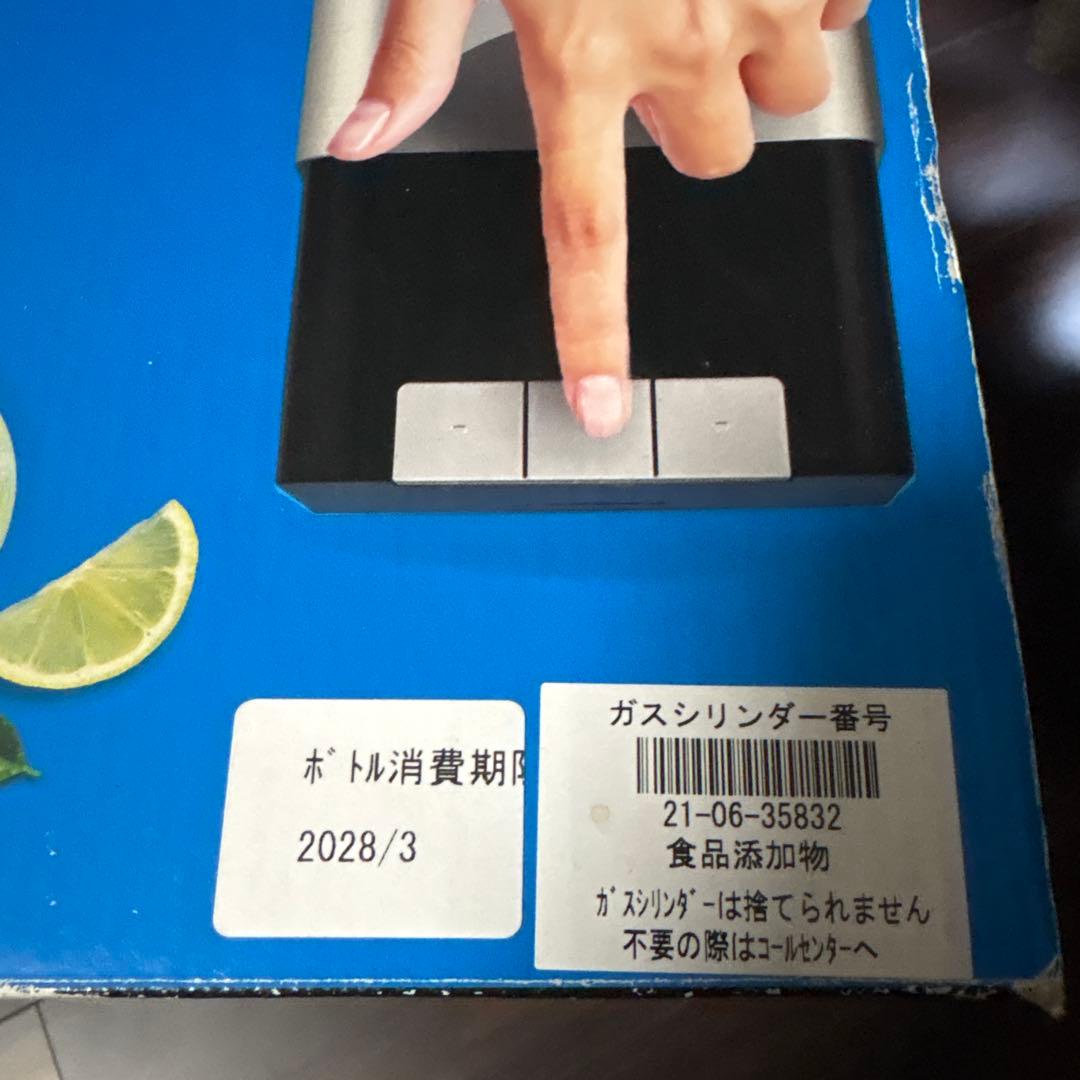 ボトル消費期限
2028/3
ガスシリンダー番号
21-06-35832
食品添加物
ガスシリンダーは捨てられません
不要の際はコールセンターへ